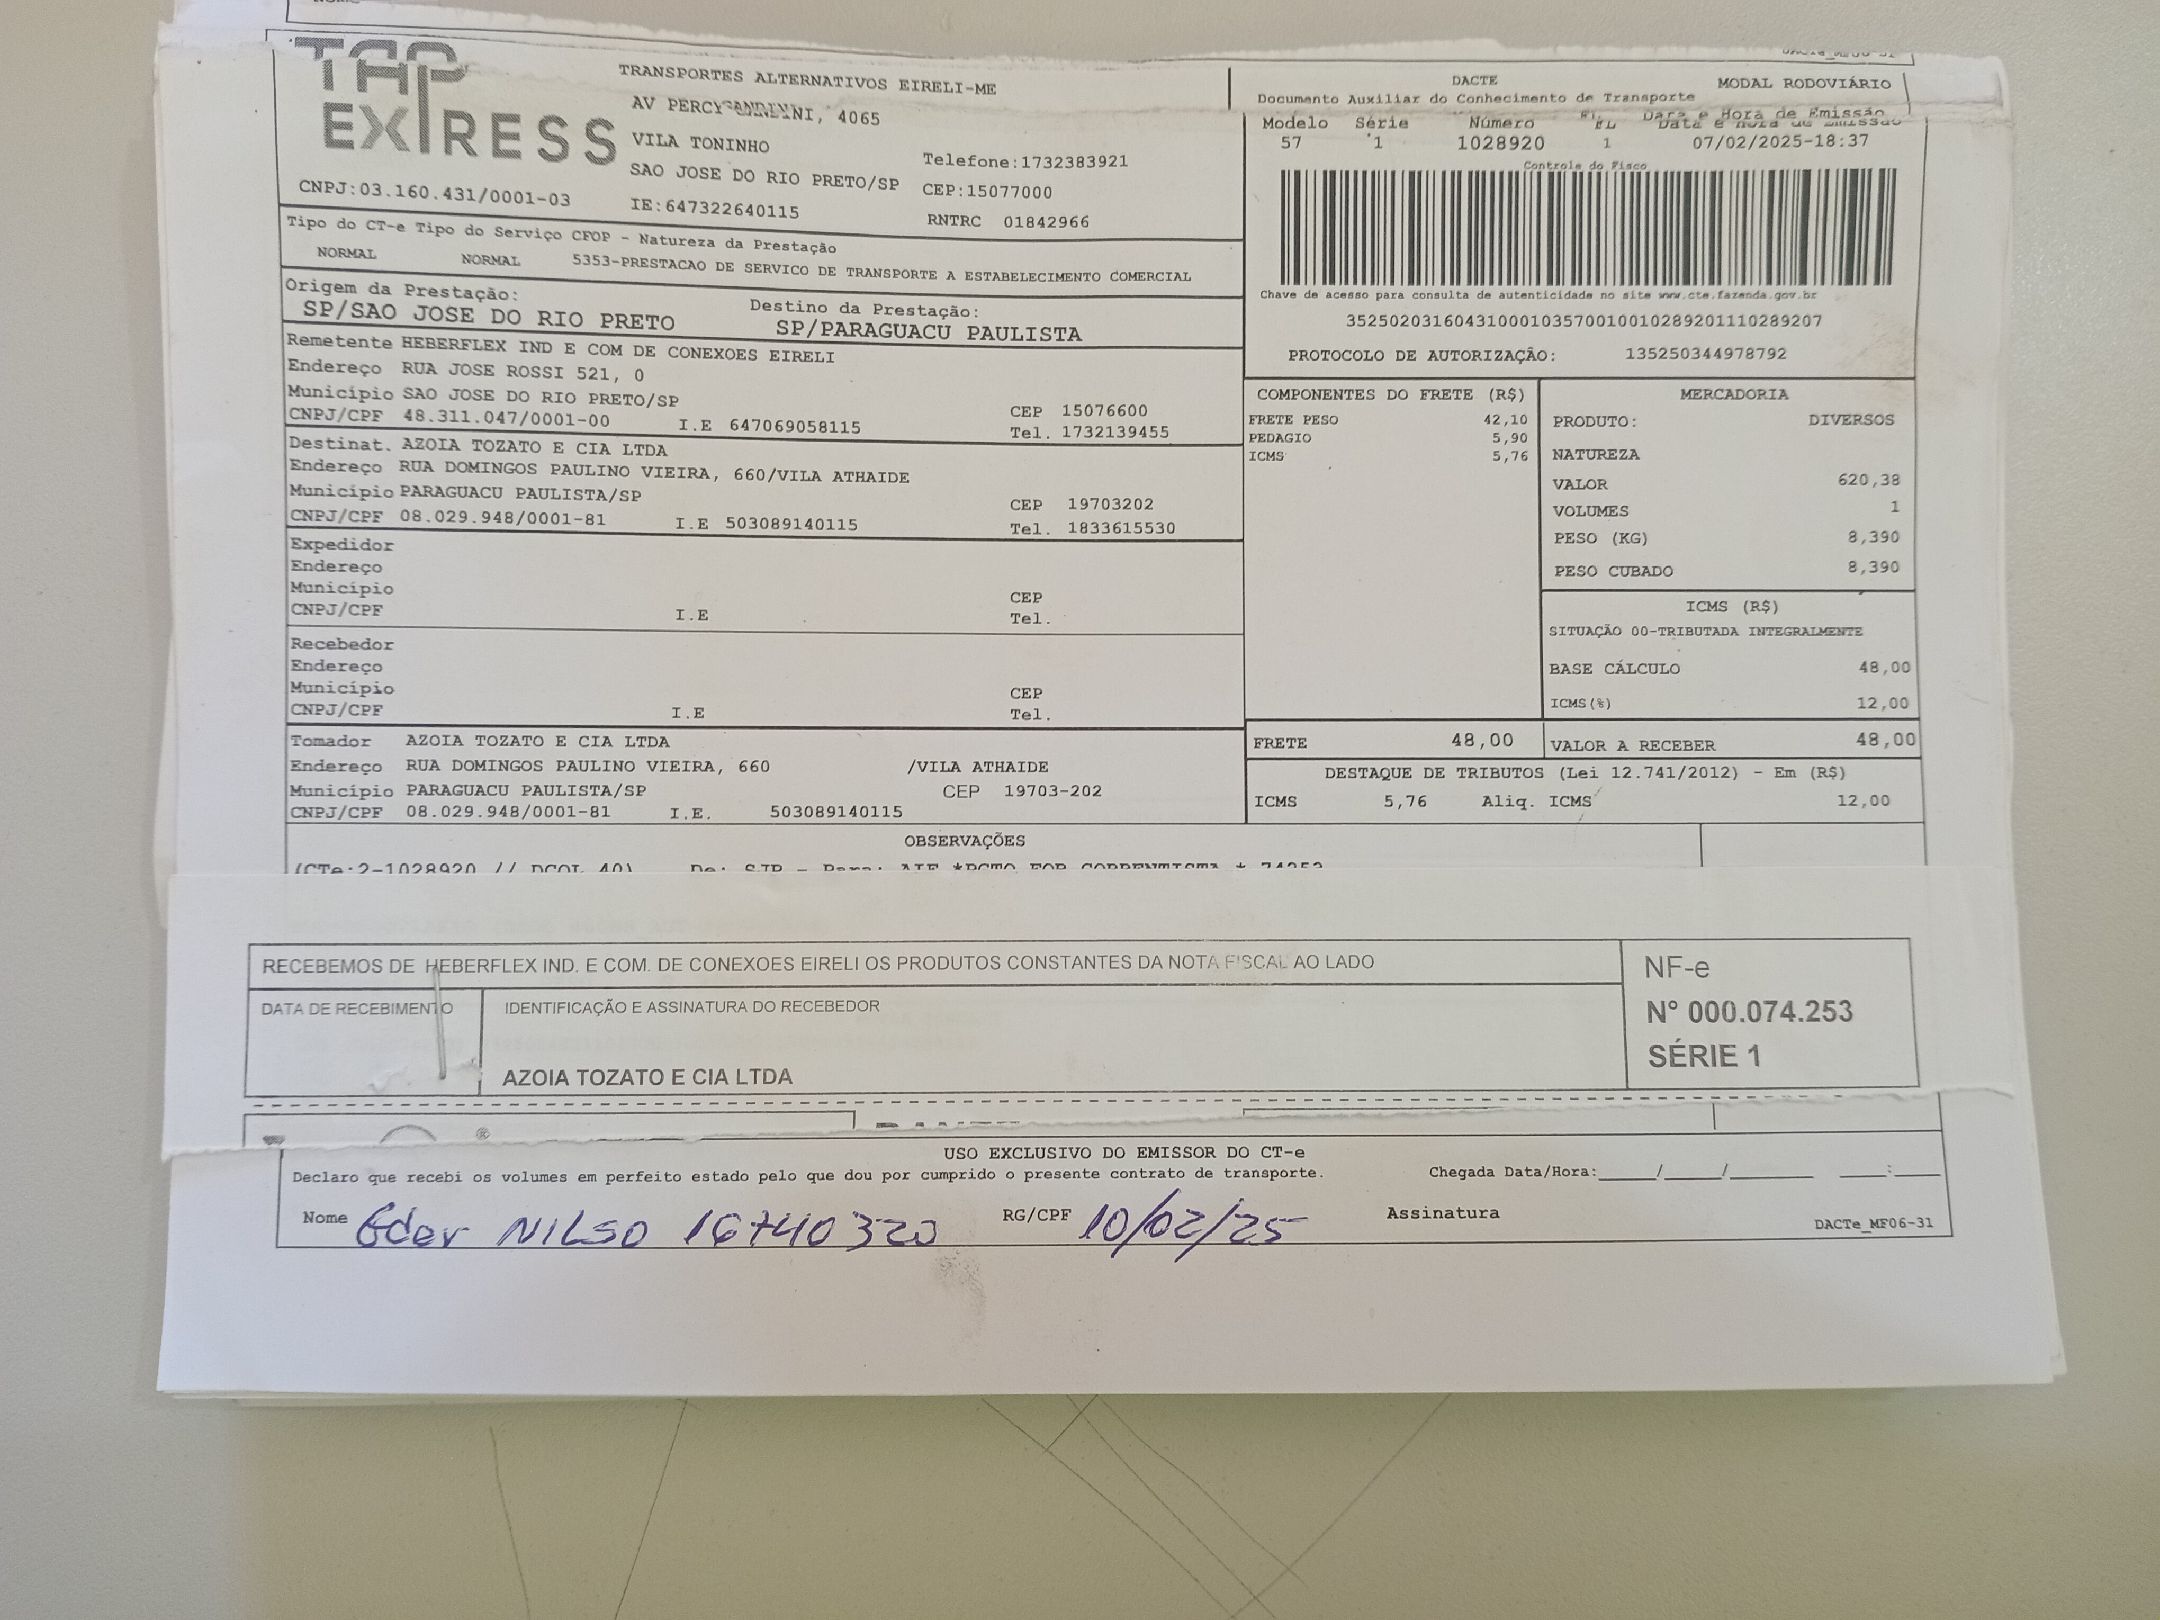 TAP
EXPRESS
CNPJ:03.160.431/0001-03
TRANSPORTES ALTERNATIVOS EIRELI-ME
AV PERCY GANDINI, 4065
VILA TONINHO
SAO JOSE DO RIO PRETO/SP
IE:647322640115
Telefone:1732383921
CEP:15077000
RNTRC 01842966
DACTE MODAL RODOVIÁRIO
Documento Auxiliar do Conhecimento de Transporte
Modelo Série Número FL Data e Hora de Emissão
57 1 1028920 1 07/02/2025-18:37
Controle do Fisco
Chave de acesso para consulta de autenticidade no site www.cte.fazenda.gov.br
35250203160431000103570010010289201110289207
PROTOCOLO DE AUTORIZAÇÃO: 135250344978792
Tipo do CT-e Tipo do Serviço CFOP - Natureza da Prestação
NORMAL NORMAL 5353-PRESTACAO DE SERVICO DE TRANSPORTE A ESTABELECIMENTO COMERCIAL
Origem da Prestação: Destino da Prestação:
SP/SAO JOSE DO RIO PRETO SP/PARAGUACU PAULISTA
Remetente HEBERFLEX IND E COM DE CONEXOES EIRELI
Endereço RUA JOSE ROSSI 521, 0
Município SAO JOSE DO RIO PRETO/SP CEP 15076600
CNPJ/CPF 48.311.047/0001-00 I.E 647069058115 Tel. 1732139455
Destinat. AZOIA TOZATO E CIA LTDA
Endereço RUA DOMINGOS PAULINO VIEIRA, 660/VILA ATHAIDE
Município PARAGUACU PAULISTA/SP CEP 19703202
CNPJ/CPF 08.029.948/0001-81 I.E 503089140115 Tel. 1833615530
Expedidor
Endereço
Município CEP
CNPJ/CPF I.E Tel.
Recebedor
Endereço
Município CEP
CNPJ/CPF I.E Tel.
Tomador AZOIA TOZATO E CIA LTDA
Endereço RUA DOMINGOS PAULINO VIEIRA, 660 /VILA ATHAIDE
Município PARAGUACU PAULISTA/SP CEP 19703-202
CNPJ/CPF 08.029.948/0001-81 I.E. 503089140115
COMPONENTES DO FRETE (R$)
FRETE PESO 42,10
PEDAGIO 5,90
ICMS 5,76
MERCADORIA
PRODUTO: DIVERSOS
NATUREZA
VALOR 620,38
VOLUMES 1
PESO (KG) 8,390
PESO CUBADO 8,390
ICMS (R$)
SITUAÇÃO 00-TRIBUTADA INTEGRALMENTE
BASE CÁLCULO 48,00
ICMS(%) 12,00
FRETE 48,00 VALOR A RECEBER 48,00
DESTAQUE DE TRIBUTOS (Lei 12.741/2012) - Em (R$)
ICMS 5,76 Aliq. ICMS 12,00
OBSERVAÇÕES
(CTe:2-1028920 // DCOL 40) De: SJP - Para:
RECEBEMOS DE HEBERFLEX IND. E COM. DE CONEXOES EIRELI OS PRODUTOS CONSTANTES DA NOTA FISCAL AO LADO
DATA DE RECEBIMENTO
IDENTIFICAÇÃO E ASSINATURA DO RECEBEDOR
AZOIA TOZATO E CIA LTDA
NF-e
N° 000.074.253
SÉRIE 1
USO EXCLUSIVO DO EMISSOR DO CT-e
Declaro que recebi os volumes em perfeito estado pelo que dou por cumprido o presente contrato de transporte. Chegada Data/Hora:____/____/______ ____:____
Nome Eder NILSO 16740320 RG/CPF 10/02/25 Assinatura
DACTe_MF06-31